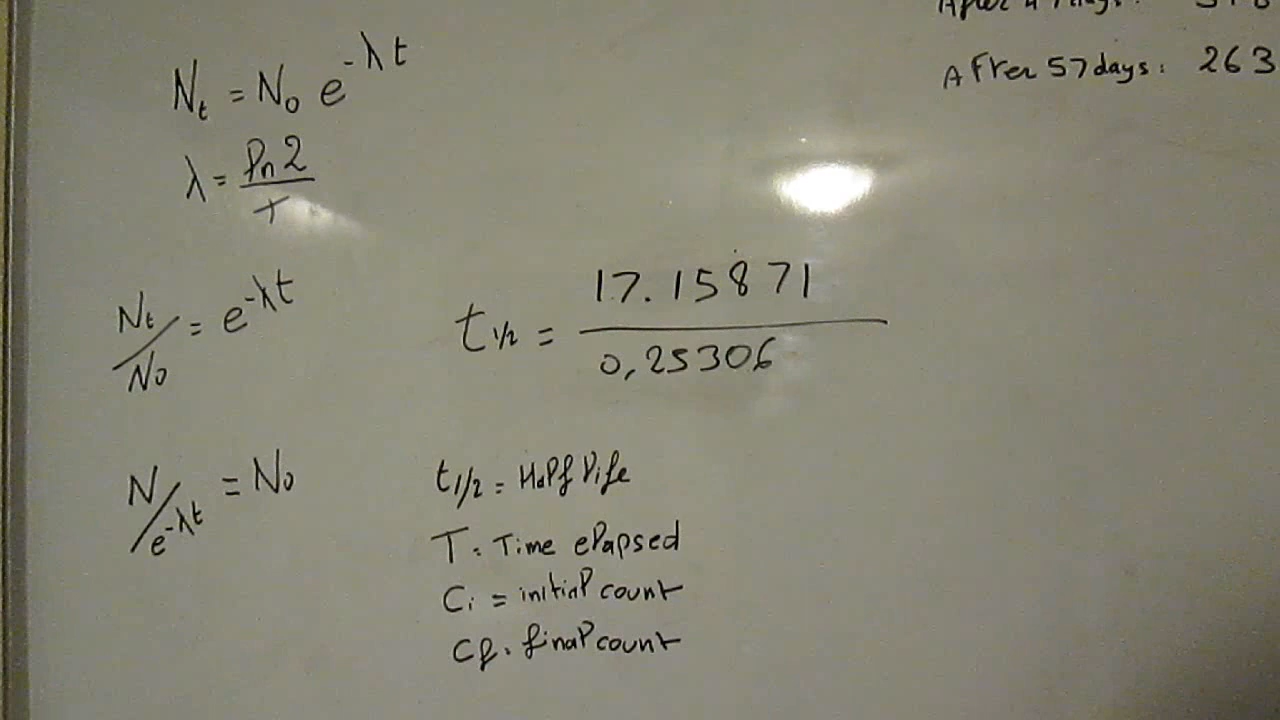 After 57 days: 263
Nt = N0 e^-λt
λ = ln2/T
Nt/N0 = e^-λt
t1/2 = 17.15871/0,25306
N/e^-λt = N0
t1/2 = Half life
T = Time elapsed
Ci = initial count
Cf = final count